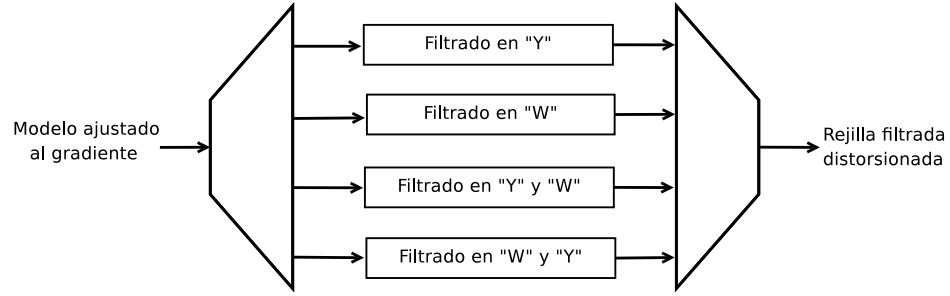 Modelo ajustado
al gradiente
Filtrado en "Y"
Filtrado en "W"
Filtrado en "Y" y "W"
Filtrado en "W" y "Y"
Rejilla filtrada
distorsionada